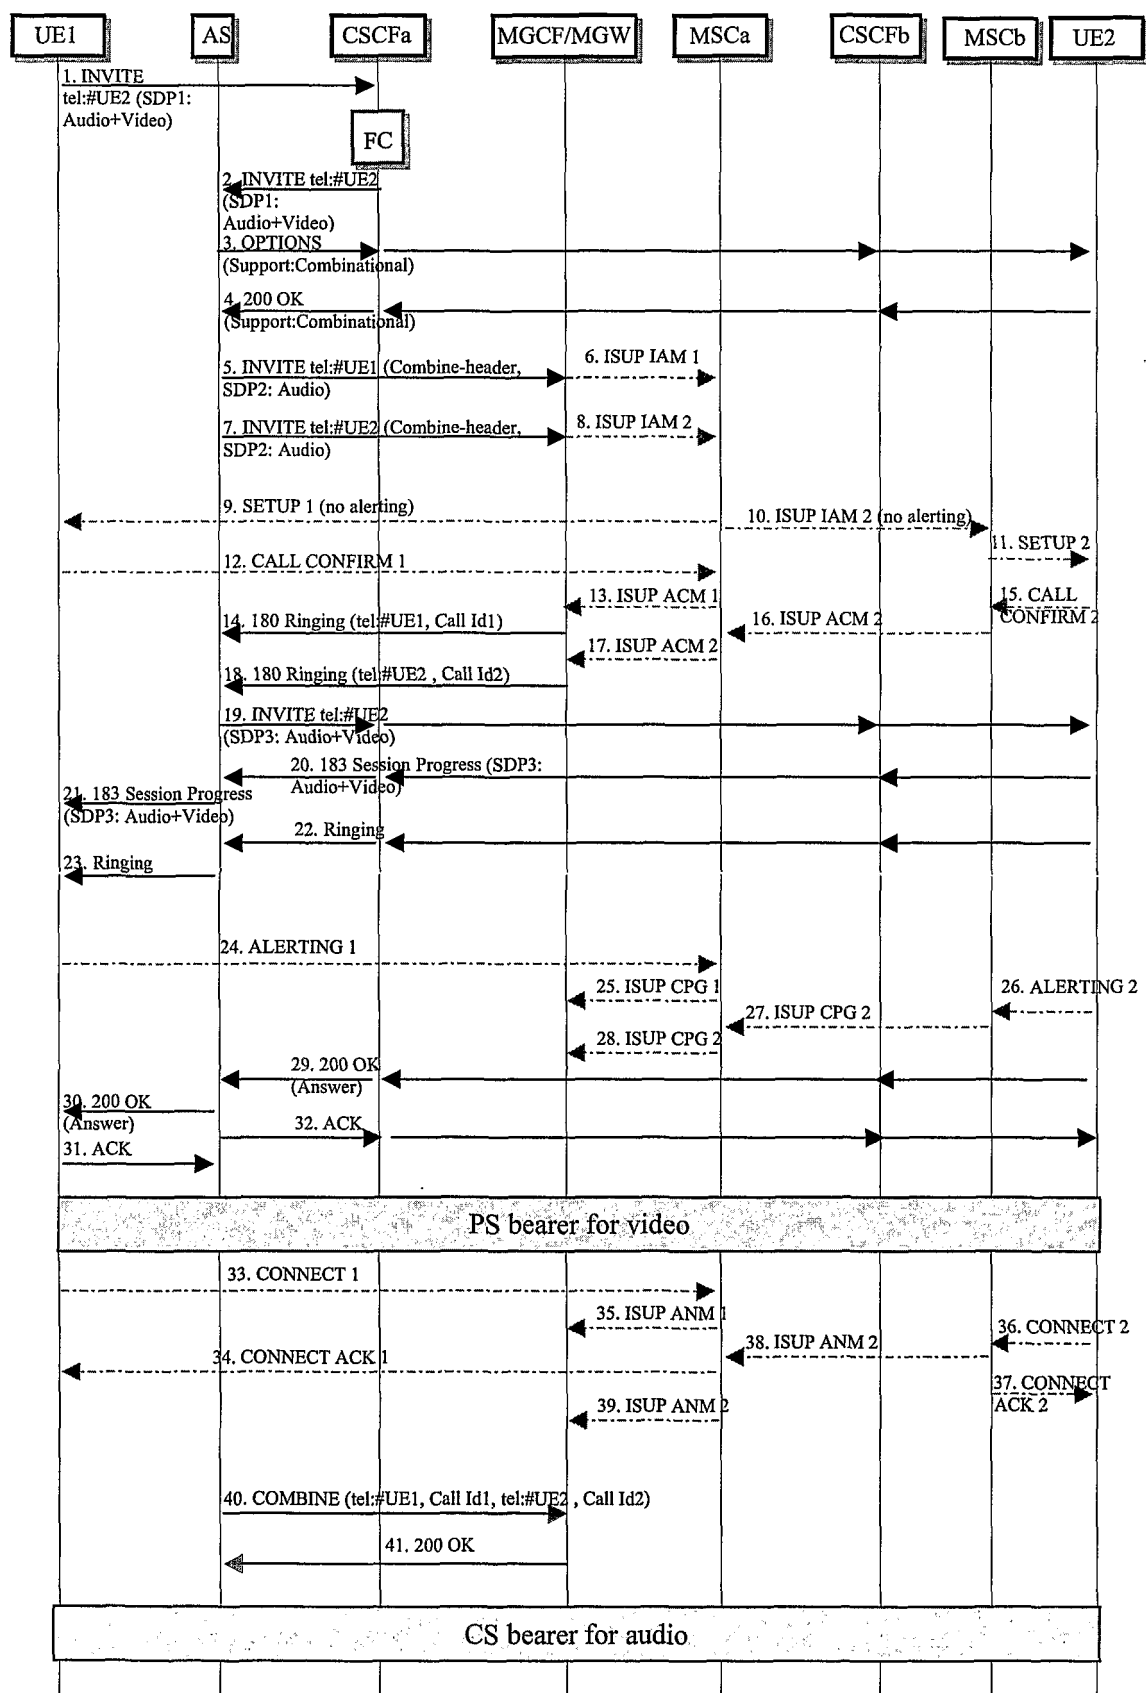 UE1
AS
CSCFa
MGCF/MGW
MSCa
CSCFb
MSCb
UE2
1. INVITE
tel:#UE2 (SDP1:
Audio+Video)
FC
2. INVITE tel:#UE2
(SDP1:
Audio+Video)
3. OPTIONS
(Support:Combinational)
4. 200 OK
(Support:Combinational)
5. INVITE tel:#UE1 (Combine-header,
SDP2: Audio)
6. ISUP IAM 1
7. INVITE tel:#UE2 (Combine-header,
SDP2: Audio)
8. ISUP IAM 2
9. SETUP 1 (no alerting)
10. ISUP IAM 2 (no alerting)
11. SETUP 2
12. CALL CONFIRM 1
13. ISUP ACM 1
15. CALL
CONFIRM 2
14. 180 Ringing (tel:#UE1, Call Id1)
16. ISUP ACM 2
17. ISUP ACM 2
18. 180 Ringing (tel:#UE2 , Call Id2)
19. INVITE tel:#UE2
(SDP3: Audio+Video)
20. 183 Session Progress (SDP3:
Audio+Video)
21. 183 Session Progress
(SDP3: Audio+Video)
22. Ringing
23. Ringing
24. ALERTING 1
25. ISUP CPG 1
26. ALERTING 2
27. ISUP CPG 2
28. ISUP CPG 2
29. 200 OK
(Answer)
30. 200 OK
(Answer)
32. ACK
31. ACK
PS bearer for video
33. CONNECT 1
35. ISUP ANM 1
36. CONNECT 2
38. ISUP ANM 2
34. CONNECT ACK 1
37. CONNECT
ACK 2
39. ISUP ANM 2
40. COMBINE (tel:#UE1, Call Id1, tel:#UE2 , Call Id2)
41. 200 OK
CS bearer for audio